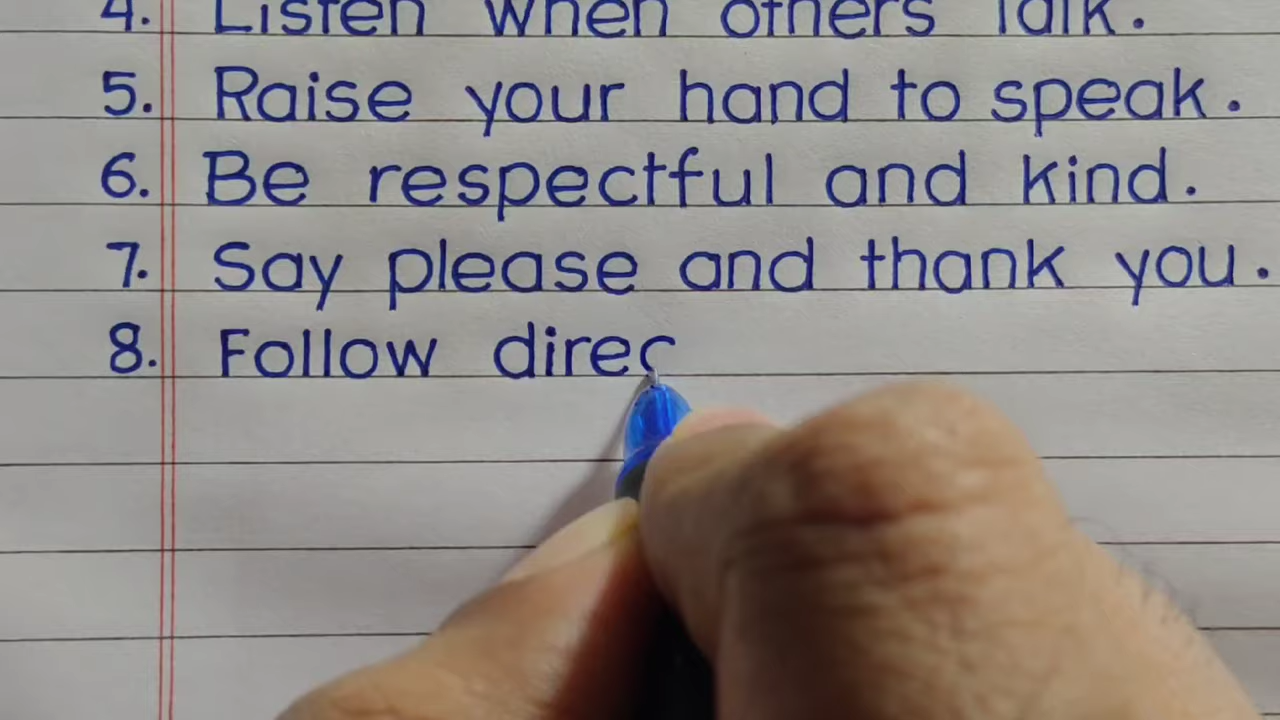 4. Listen when others talk.
5. Raise your hand to speak.
6. Be respectful and kind.
7. Say please and thank you.
8. Follow direc